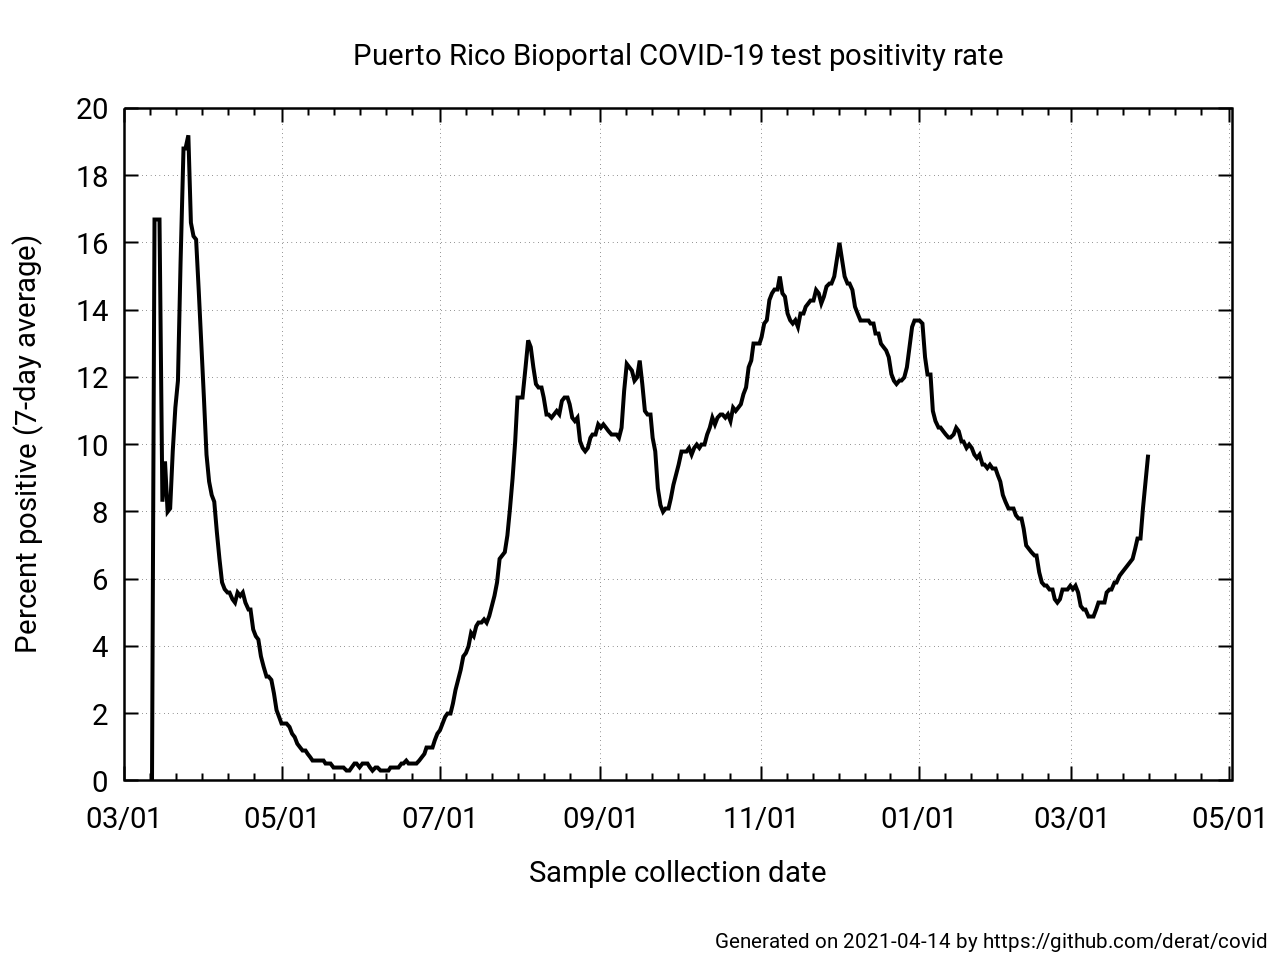 Puerto Rico Bioportal COVID-19 test positivity rate
20
18
16
14
12
10
8
6
4
2
0
Percent positive (7-day average)
03/01 05/01 07/01 09/01 11/01 01/01 03/01 05/01
Sample collection date
Generated on 2021-04-14 by https://github.com/derat/covid